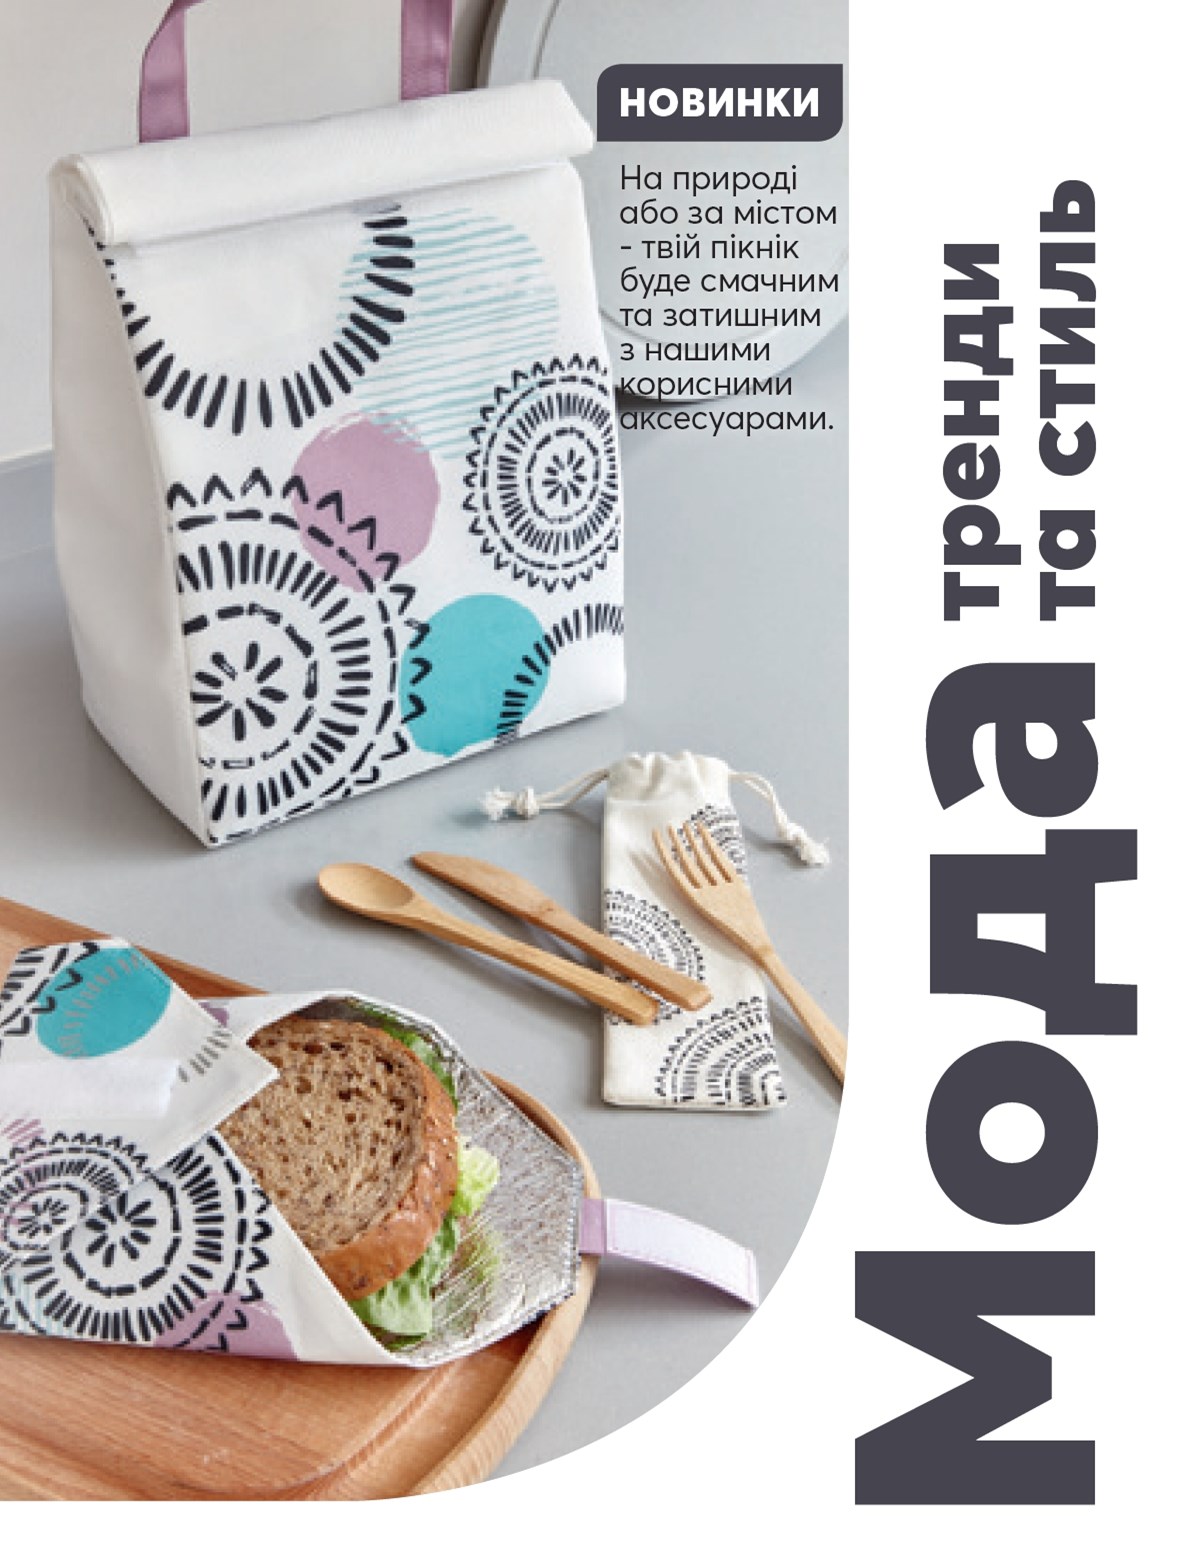 НОВИНКИ
На природі
або за містом
- твій пікнік
буде смачним
та затишним
з нашими
корисними
аксесуарами.
Мода
тренди
та стиль